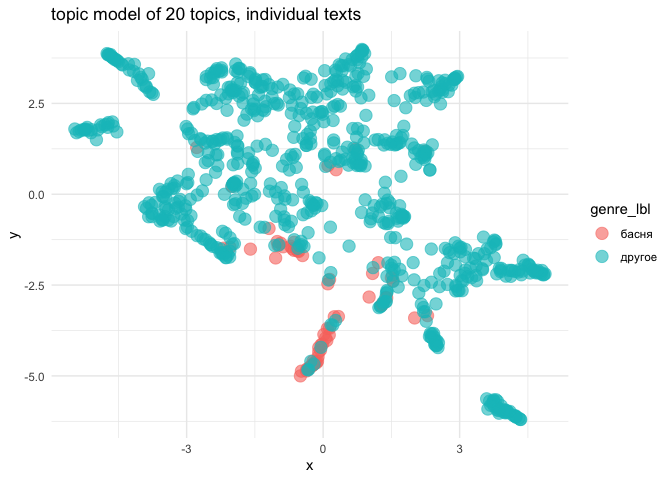 topic model of 20 topics, individual texts
2.5
0.0
-2.5
-5.0
y
-3
0
3
x
genre_lbl
басня
другое